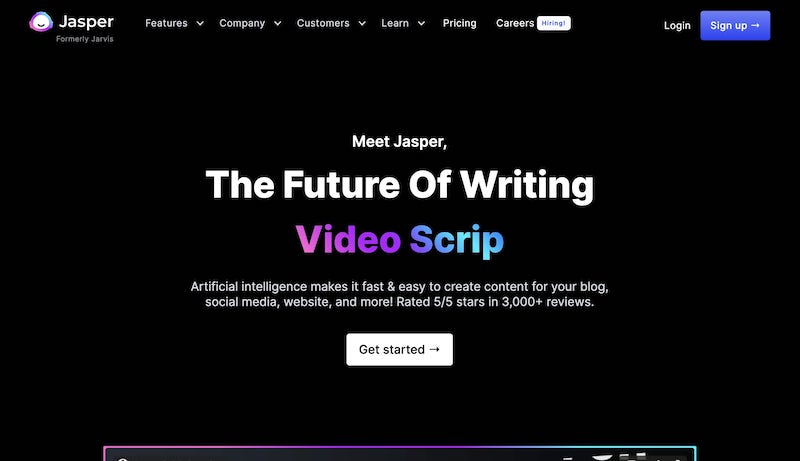 Jasper
Formerly Jarvis
Features Company Customers Learn Pricing Careers Hiring! Login Sign up →
Meet Jasper,
The Future Of Writing
Video Scrip
Artificial intelligence makes it fast & easy to create content for your blog,
social media, website, and more! Rated 5/5 stars in 3,000+ reviews.
Get started →